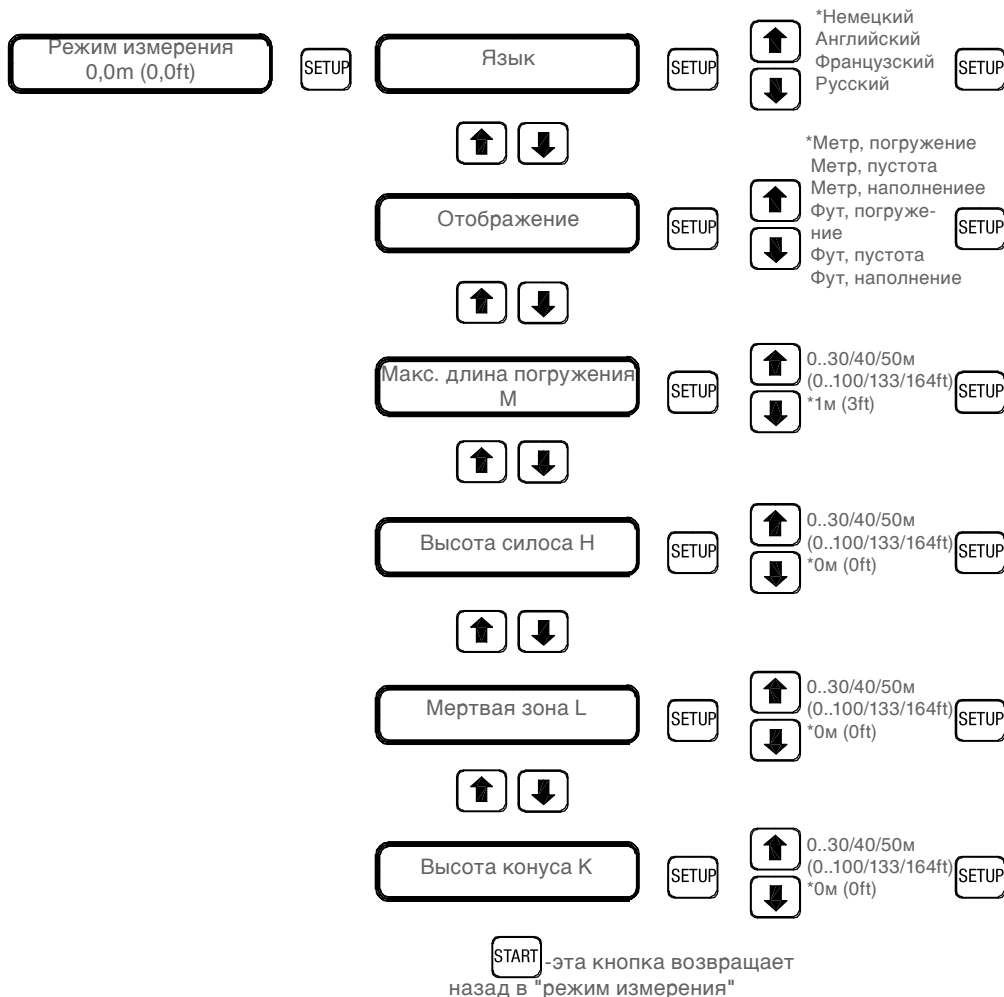 Режим измерения
0,0m (0,0ft)
SETUP
Язык
SETUP
*Немецкий
Английский
Французский
Русский
SETUP
Отображение
SETUP
*Метр, погружение
Метр, пустота
Метр, наполнениее
Фут, погруже-
ние
Фут, пустота
Фут, наполнение
SETUP
Макс. длина погружения
М
SETUP
0..30/40/50м
(0..100/133/164ft)
*1м (3ft)
SETUP
Высота силоса H
SETUP
0..30/40/50м
(0..100/133/164ft)
*0м (0ft)
SETUP
Мертвая зона L
SETUP
0..30/40/50м
(0..100/133/164ft)
*0м (0ft)
SETUP
Высота конуса K
SETUP
0..30/40/50м
(0..100/133/164ft)
*0м (0ft)
SETUP
START -эта кнопка возвращает
назад в "режим измерения"